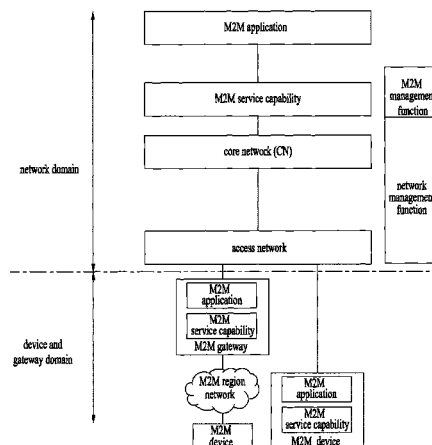 M2M application
M2M service capability
M2M
management
function
core network (CN)
network domain
network
management
function
access network
M2M
application
M2M
service capability
M2M gateway
device and
gateway domain
M2M region
network
M2M
application
M2M
service capability
M2M device
M2M
device